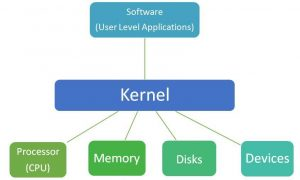 Software
(User Level Applications)
Kernel
Processor
(CPU)
Memory
Disks
Devices